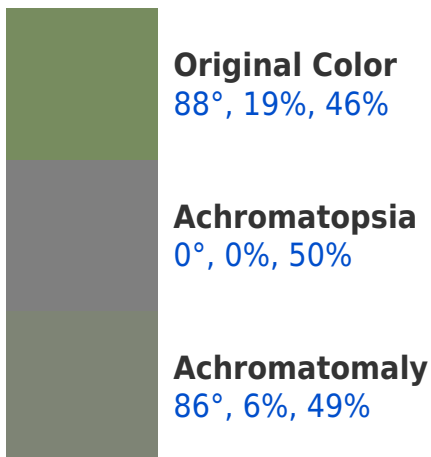 Original Color
88°, 19%, 46%
Achromatopsia
0°, 0%, 50%
Achromatomaly
86°, 6%, 49%